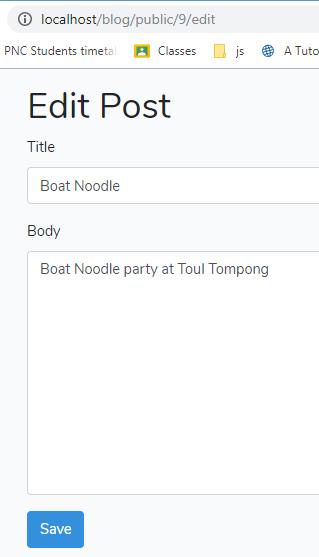 localhost/blog/public/9/edit
PNC Students timetal Classes js A Tuto
Edit Post
Title
Boat Noodle
Body
Boat Noodle party at Toul Tompong
Save